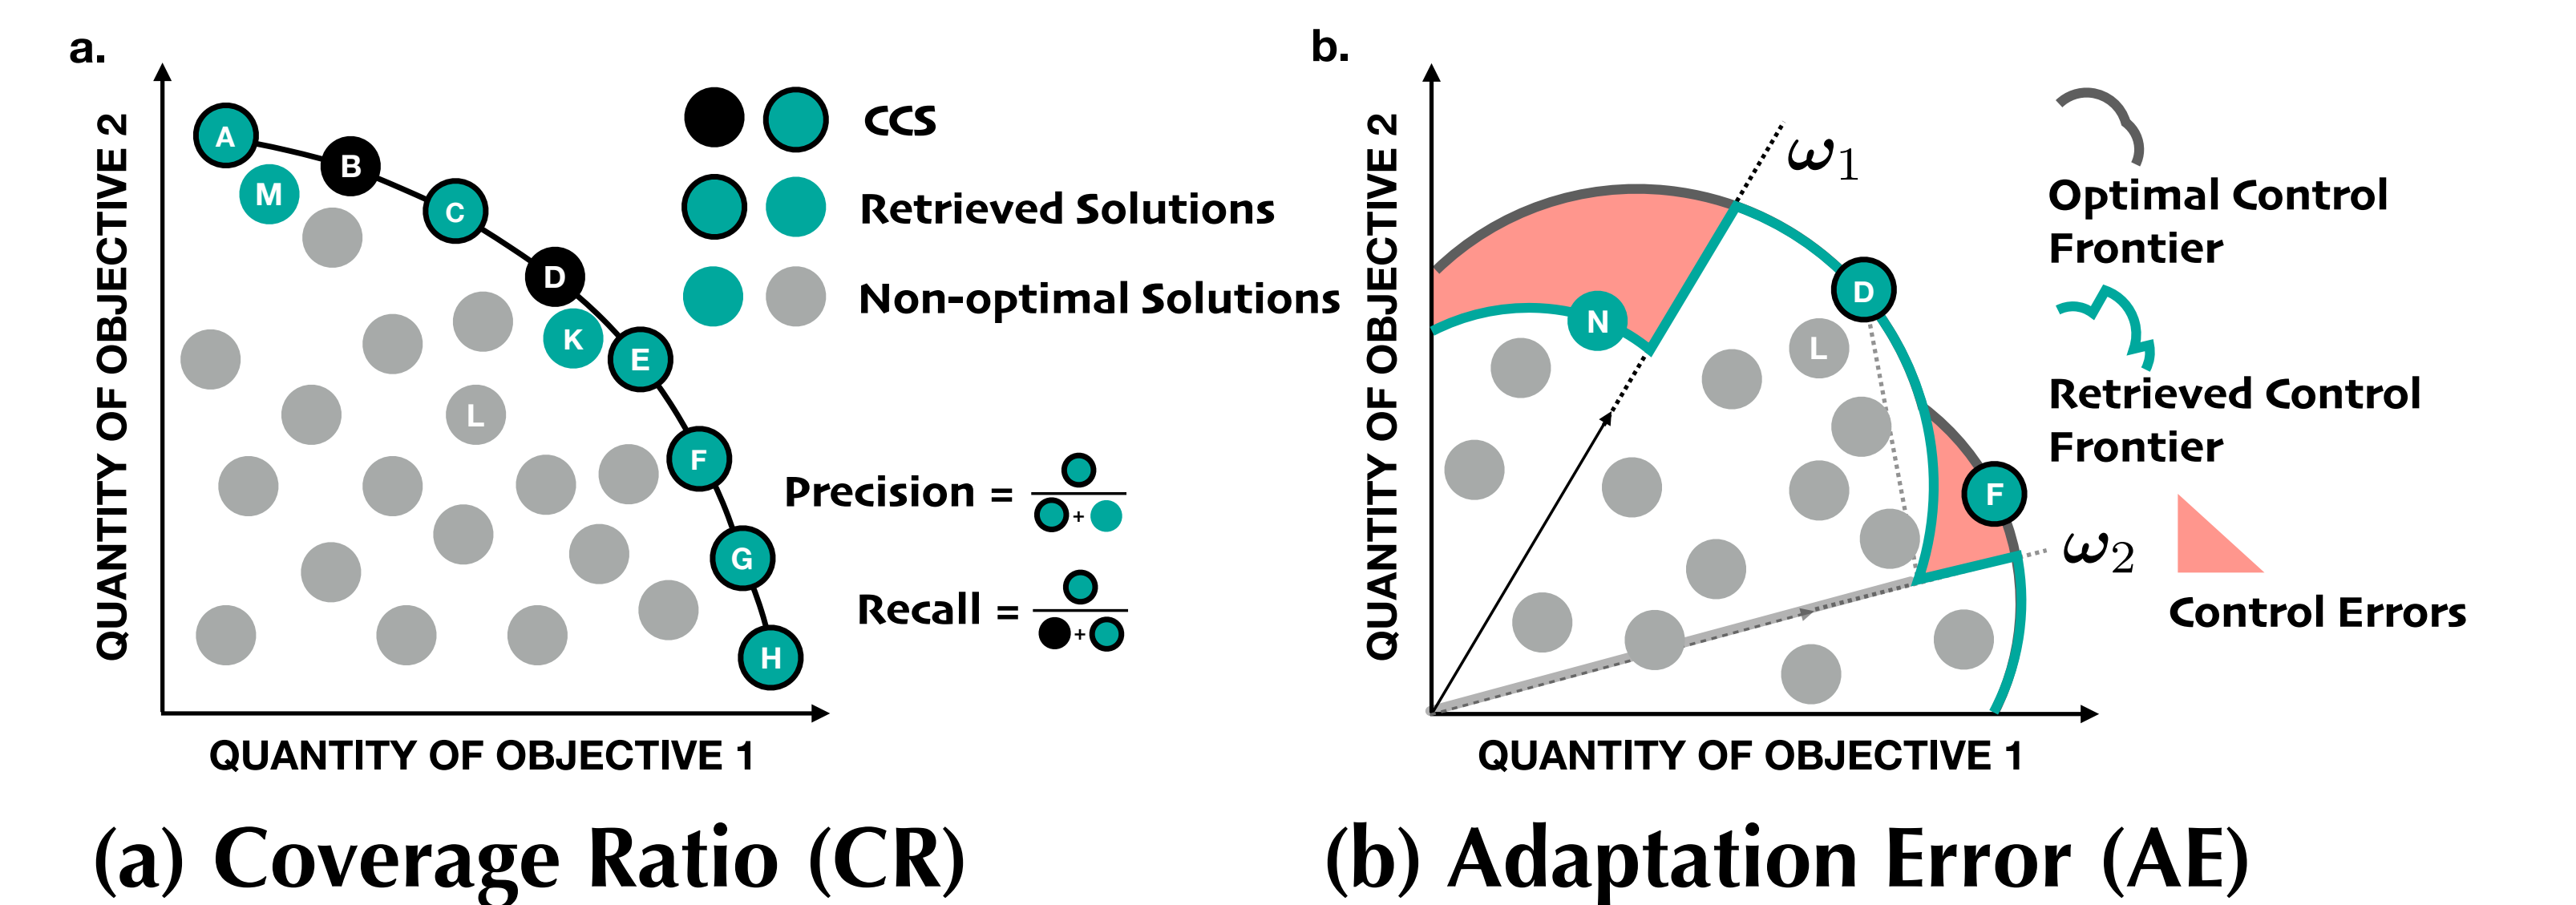 a.
QUANTITY OF OBJECTIVE 2
A
B
M
C
D
K
E
L
F
G
H
QUANTITY OF OBJECTIVE 1
CCS
Retrieved Solutions
Non-optimal Solutions
Precision =
+
Recall =
+
(a) Coverage Ratio (CR)
b.
QUANTITY OF OBJECTIVE 2
ω1
D
N
L
F
ω2
QUANTITY OF OBJECTIVE 1
Optimal Control
Frontier
Retrieved Control
Frontier
Control Errors
(b) Adaptation Error (AE)